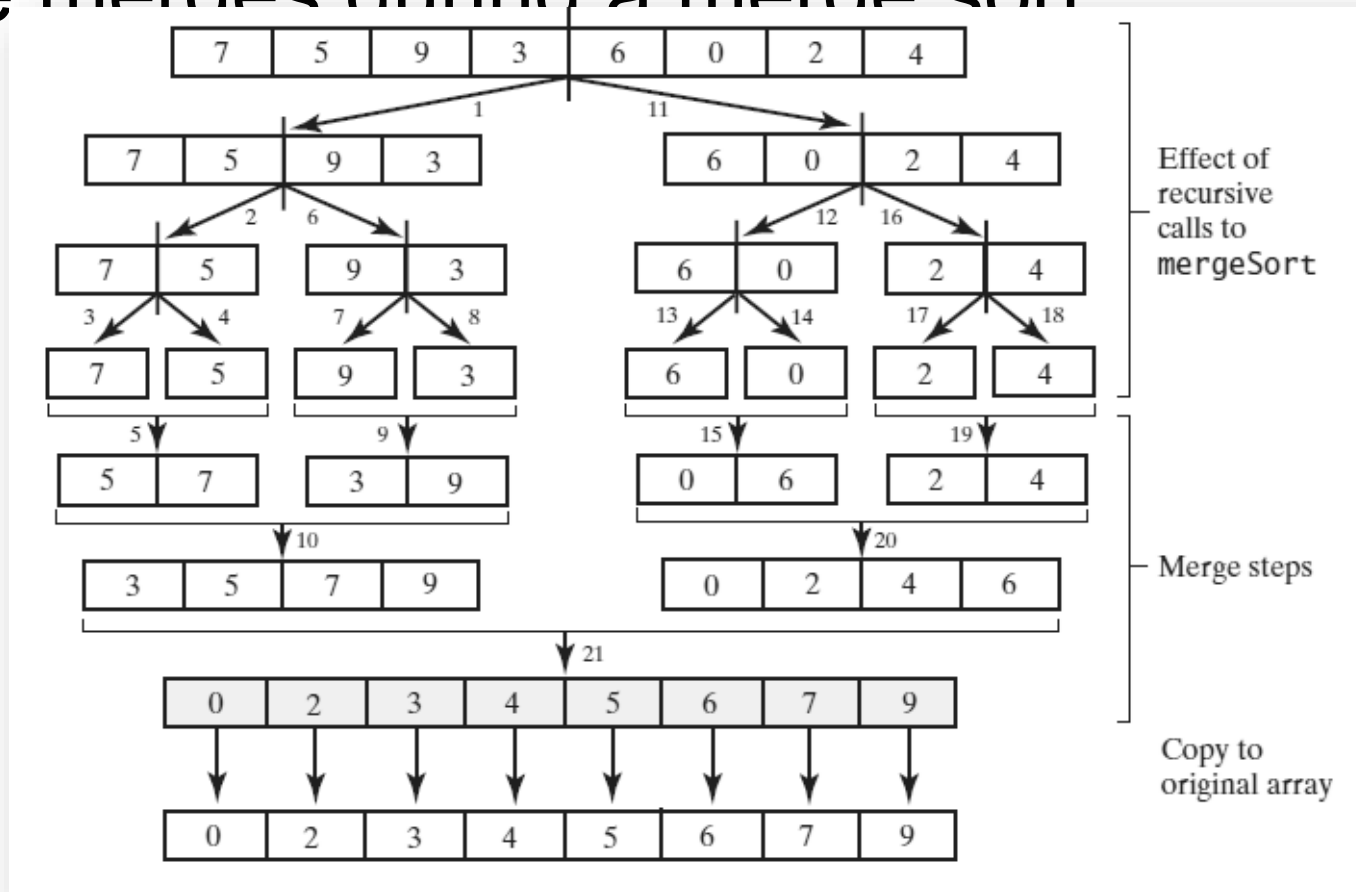 e merges during a merge sort
7 5 9 3 6 0 2 4
1 11
7 5 9 3 6 0 2 4
Effect of
recursive
calls to
mergeSort
2 6 12 16
7 5 9 3 6 0 2 4
3 4 7 8 13 14 17 18
7 5 9 3 6 0 2 4
5 9 15 19
5 7 3 9 0 6 2 4
10 20
3 5 7 9 0 2 4 6
Merge steps
21
0 2 3 4 5 6 7 9
Copy to
original array
0 2 3 4 5 6 7 9